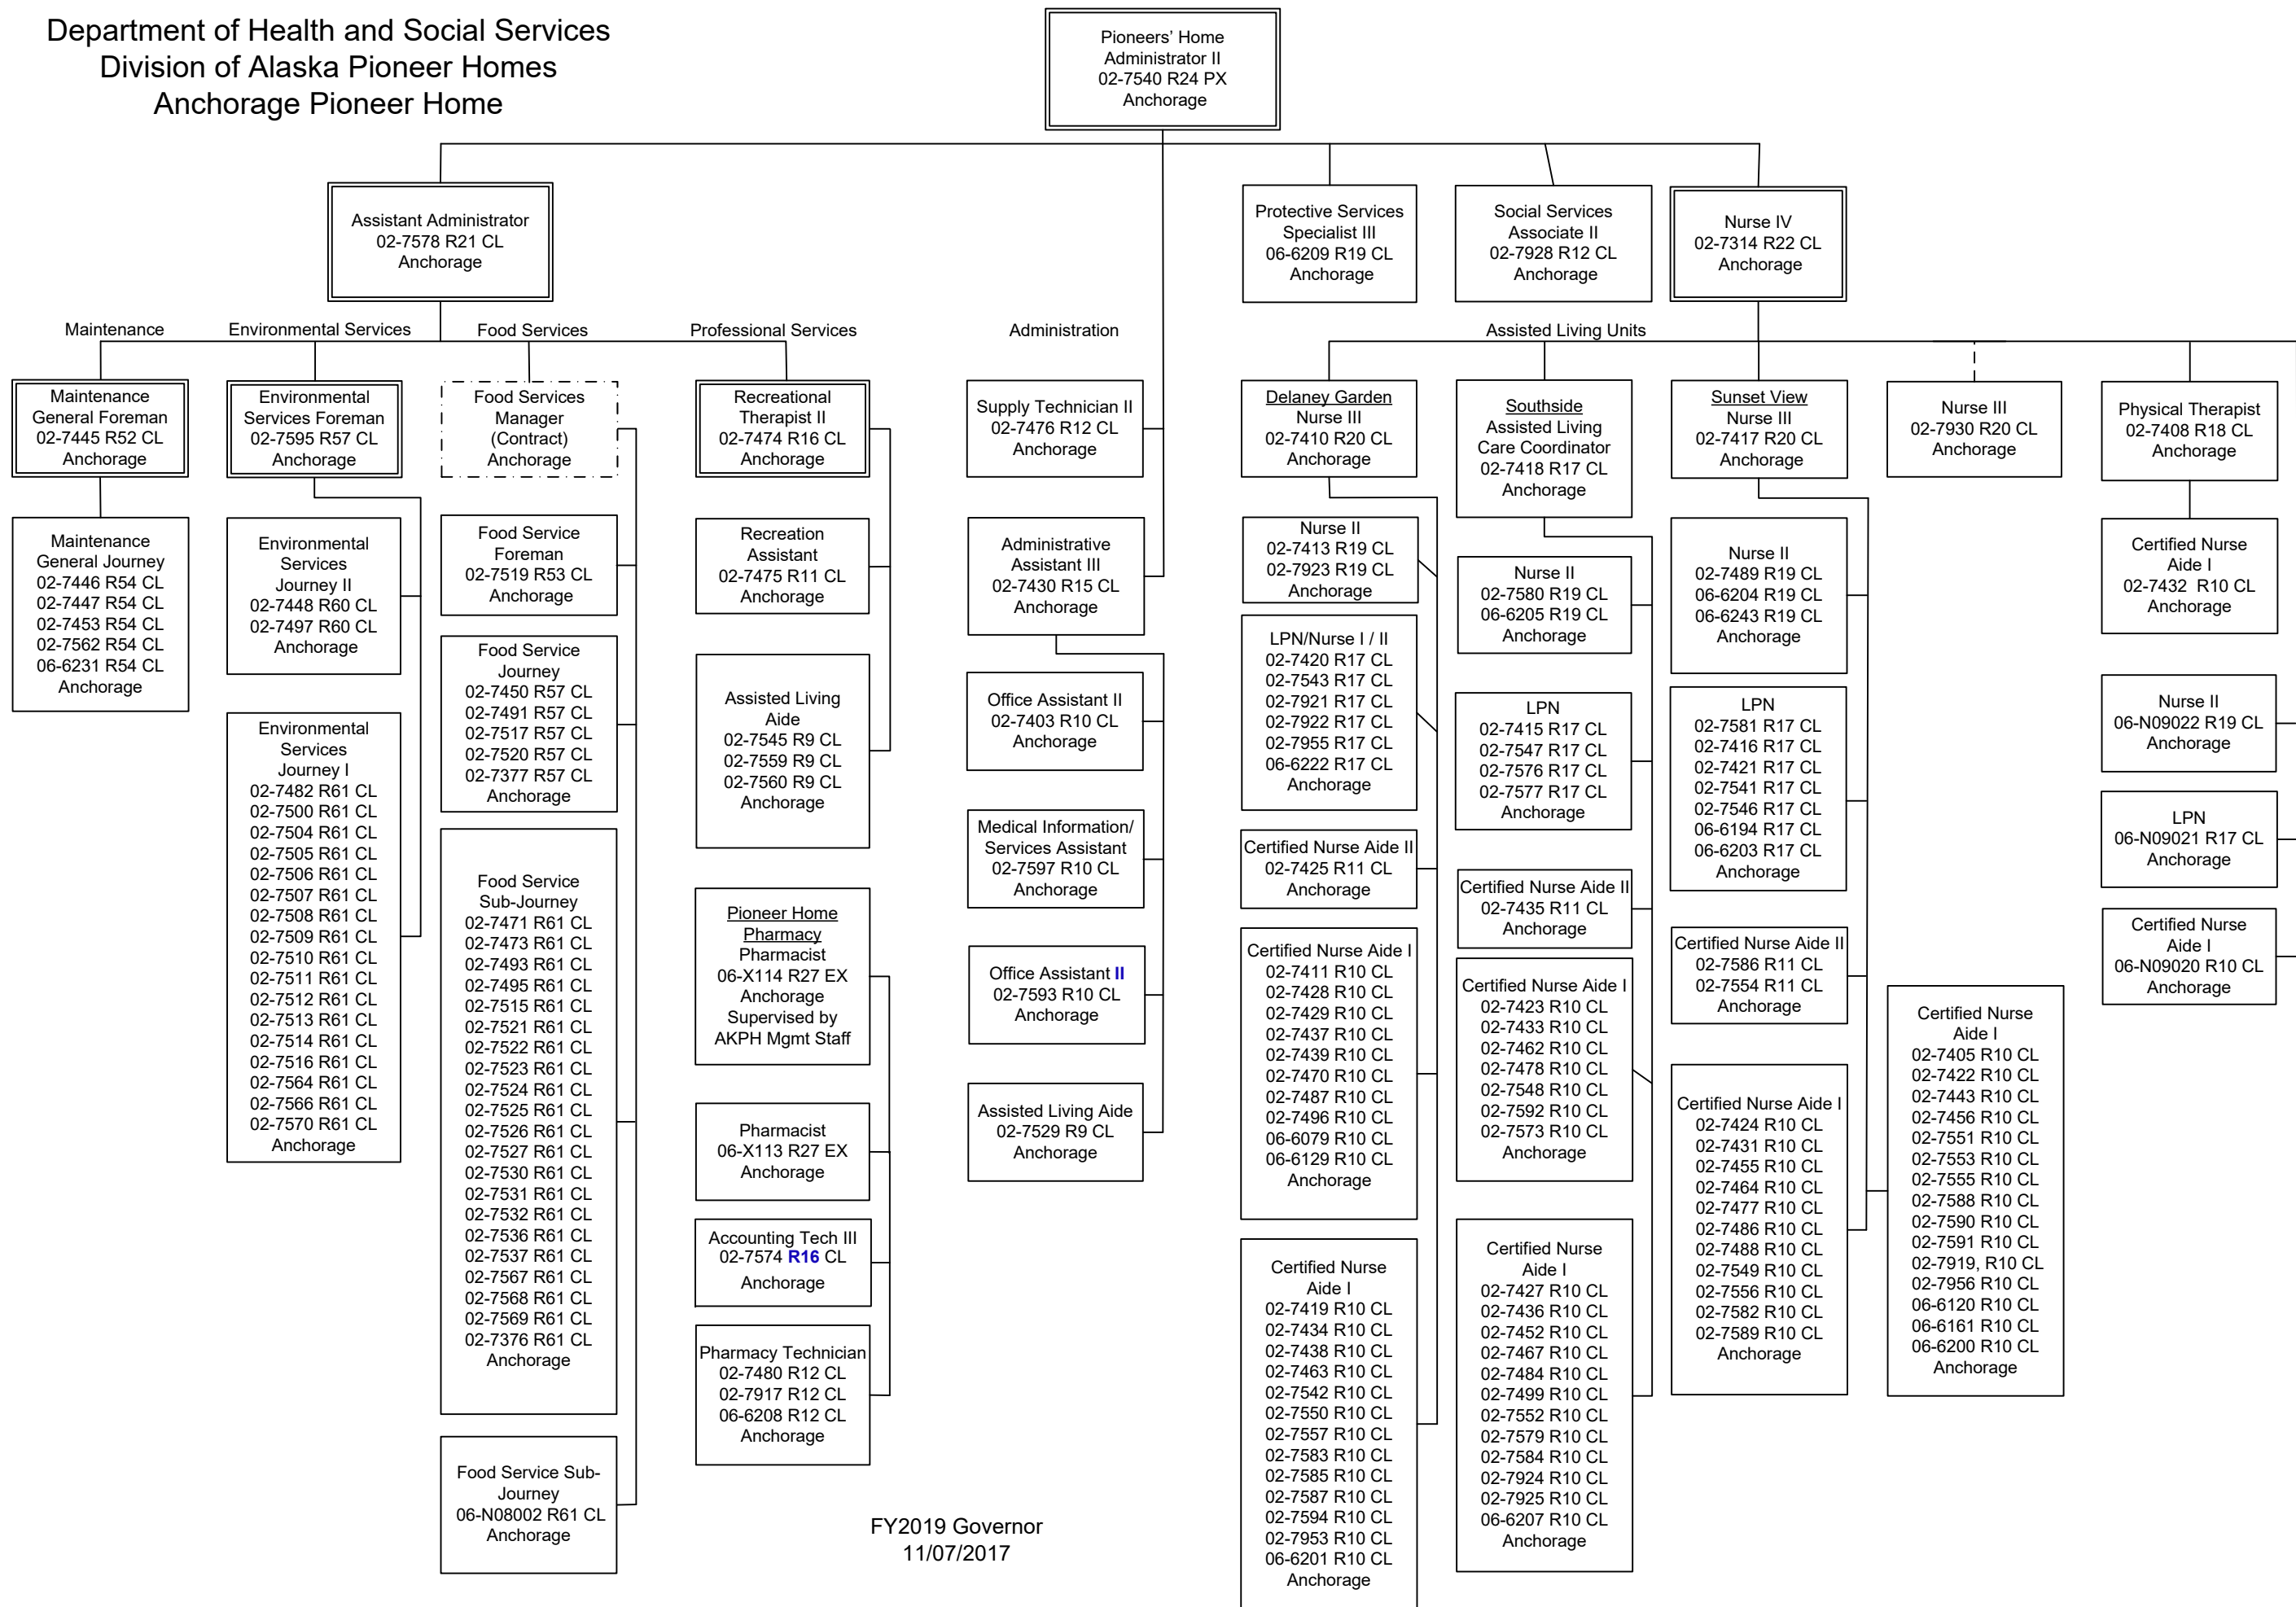 Department of Health and Social Services
Division of Alaska Pioneer Homes
Anchorage Pioneer Home
Pioneers’ Home
Administrator II
02-7540 R24 PX
Anchorage
Assistant Administrator
02-7578 R21 CL
Anchorage
Protective Services
Specialist III
06-6209 R19 CL
Anchorage
Social Services
Associate II
02-7928 R12 CL
Anchorage
Nurse IV
02-7314 R22 CL
Anchorage
Maintenance
Environmental Services
Food Services
Professional Services
Administration
Assisted Living Units
Maintenance
General Foreman
02-7445 R52 CL
Anchorage
Maintenance
General Journey
02-7446 R54 CL
02-7447 R54 CL
02-7453 R54 CL
02-7562 R54 CL
06-6231 R54 CL
Anchorage
Environmental
Services Foreman
02-7595 R57 CL
Anchorage
Environmental
Services
Journey II
02-7448 R60 CL
02-7497 R60 CL
Anchorage
Environmental
Services
Journey I
02-7482 R61 CL
02-7500 R61 CL
02-7504 R61 CL
02-7505 R61 CL
02-7506 R61 CL
02-7507 R61 CL
02-7508 R61 CL
02-7509 R61 CL
02-7510 R61 CL
02-7511 R61 CL
02-7512 R61 CL
02-7513 R61 CL
02-7514 R61 CL
02-7516 R61 CL
02-7564 R61 CL
02-7566 R61 CL
02-7570 R61 CL
Anchorage
Food Services
Manager
(Contract)
Anchorage
Food Service
Foreman
02-7519 R53 CL
Anchorage
Food Service
Journey
02-7450 R57 CL
02-7491 R57 CL
02-7517 R57 CL
02-7520 R57 CL
02-7377 R57 CL
Anchorage
Food Service
Sub-Journey
02-7471 R61 CL
02-7473 R61 CL
02-7493 R61 CL
02-7495 R61 CL
02-7515 R61 CL
02-7521 R61 CL
02-7522 R61 CL
02-7523 R61 CL
02-7524 R61 CL
02-7525 R61 CL
02-7526 R61 CL
02-7527 R61 CL
02-7530 R61 CL
02-7531 R61 CL
02-7532 R61 CL
02-7536 R61 CL
02-7537 R61 CL
02-7567 R61 CL
02-7568 R61 CL
02-7569 R61 CL
02-7376 R61 CL
Anchorage
Food Service Sub-
Journey
06-N08002 R61 CL
Anchorage
Recreational
Therapist II
02-7474 R16 CL
Anchorage
Recreation
Assistant
02-7475 R11 CL
Anchorage
Assisted Living
Aide
02-7545 R9 CL
02-7559 R9 CL
02-7560 R9 CL
Anchorage
Pioneer Home
Pharmacy
Pharmacist
06-X114 R27 EX
Anchorage
Supervised by
AKPH Mgmt Staff
Pharmacist
06-X113 R27 EX
Anchorage
Accounting Tech III
02-7574 R16 CL
Anchorage
Pharmacy Technician
02-7480 R12 CL
02-7917 R12 CL
06-6208 R12 CL
Anchorage
Supply Technician II
02-7476 R12 CL
Anchorage
Administrative
Assistant III
02-7430 R15 CL
Anchorage
Office Assistant II
02-7403 R10 CL
Anchorage
Medical Information/
Services Assistant
02-7597 R10 CL
Anchorage
Office Assistant II
02-7593 R10 CL
Anchorage
Assisted Living Aide
02-7529 R9 CL
Anchorage
Delaney Garden
Nurse III
02-7410 R20 CL
Anchorage
Nurse II
02-7413 R19 CL
02-7923 R19 CL
Anchorage
LPN/Nurse I / II
02-7420 R17 CL
02-7543 R17 CL
02-7921 R17 CL
02-7922 R17 CL
02-7955 R17 CL
06-6222 R17 CL
Anchorage
Certified Nurse Aide II
02-7425 R11 CL
Anchorage
Certified Nurse Aide I
02-7411 R10 CL
02-7428 R10 CL
02-7429 R10 CL
02-7437 R10 CL
02-7439 R10 CL
02-7470 R10 CL
02-7487 R10 CL
02-7496 R10 CL
06-6079 R10 CL
06-6129 R10 CL
Anchorage
Certified Nurse
Aide I
02-7419 R10 CL
02-7434 R10 CL
02-7438 R10 CL
02-7463 R10 CL
02-7542 R10 CL
02-7550 R10 CL
02-7557 R10 CL
02-7583 R10 CL
02-7585 R10 CL
02-7587 R10 CL
02-7594 R10 CL
02-7953 R10 CL
06-6201 R10 CL
Anchorage
Southside
Assisted Living
Care Coordinator
02-7418 R17 CL
Anchorage
Nurse II
02-7580 R19 CL
06-6205 R19 CL
Anchorage
LPN
02-7415 R17 CL
02-7547 R17 CL
02-7576 R17 CL
02-7577 R17 CL
Anchorage
Certified Nurse Aide II
02-7435 R11 CL
Anchorage
Certified Nurse Aide I
02-7423 R10 CL
02-7433 R10 CL
02-7462 R10 CL
02-7478 R10 CL
02-7548 R10 CL
02-7592 R10 CL
02-7573 R10 CL
Anchorage
Certified Nurse
Aide I
02-7427 R10 CL
02-7436 R10 CL
02-7452 R10 CL
02-7467 R10 CL
02-7484 R10 CL
02-7499 R10 CL
02-7552 R10 CL
02-7579 R10 CL
02-7584 R10 CL
02-7924 R10 CL
02-7925 R10 CL
06-6207 R10 CL
Anchorage
Sunset View
Nurse III
02-7417 R20 CL
Anchorage
Nurse II
02-7489 R19 CL
06-6204 R19 CL
06-6243 R19 CL
Anchorage
LPN
02-7581 R17 CL
02-7416 R17 CL
02-7421 R17 CL
02-7541 R17 CL
02-7546 R17 CL
06-6194 R17 CL
06-6203 R17 CL
Anchorage
Certified Nurse Aide II
02-7586 R11 CL
02-7554 R11 CL
Anchorage
Certified Nurse Aide I
02-7424 R10 CL
02-7431 R10 CL
02-7455 R10 CL
02-7464 R10 CL
02-7477 R10 CL
02-7486 R10 CL
02-7488 R10 CL
02-7549 R10 CL
02-7556 R10 CL
02-7582 R10 CL
02-7589 R10 CL
Anchorage
Nurse III
02-7930 R20 CL
Anchorage
Certified Nurse
Aide I
02-7405 R10 CL
02-7422 R10 CL
02-7443 R10 CL
02-7456 R10 CL
02-7551 R10 CL
02-7553 R10 CL
02-7555 R10 CL
02-7588 R10 CL
02-7590 R10 CL
02-7591 R10 CL
02-7919, R10 CL
02-7956 R10 CL
06-6120 R10 CL
06-6161 R10 CL
06-6200 R10 CL
Anchorage
Physical Therapist
02-7408 R18 CL
Anchorage
Certified Nurse
Aide I
02-7432 R10 CL
Anchorage
Nurse II
06-N09022 R19 CL
Anchorage
LPN
06-N09021 R17 CL
Anchorage
Certified Nurse
Aide I
06-N09020 R10 CL
Anchorage
FY2019 Governor
11/07/2017